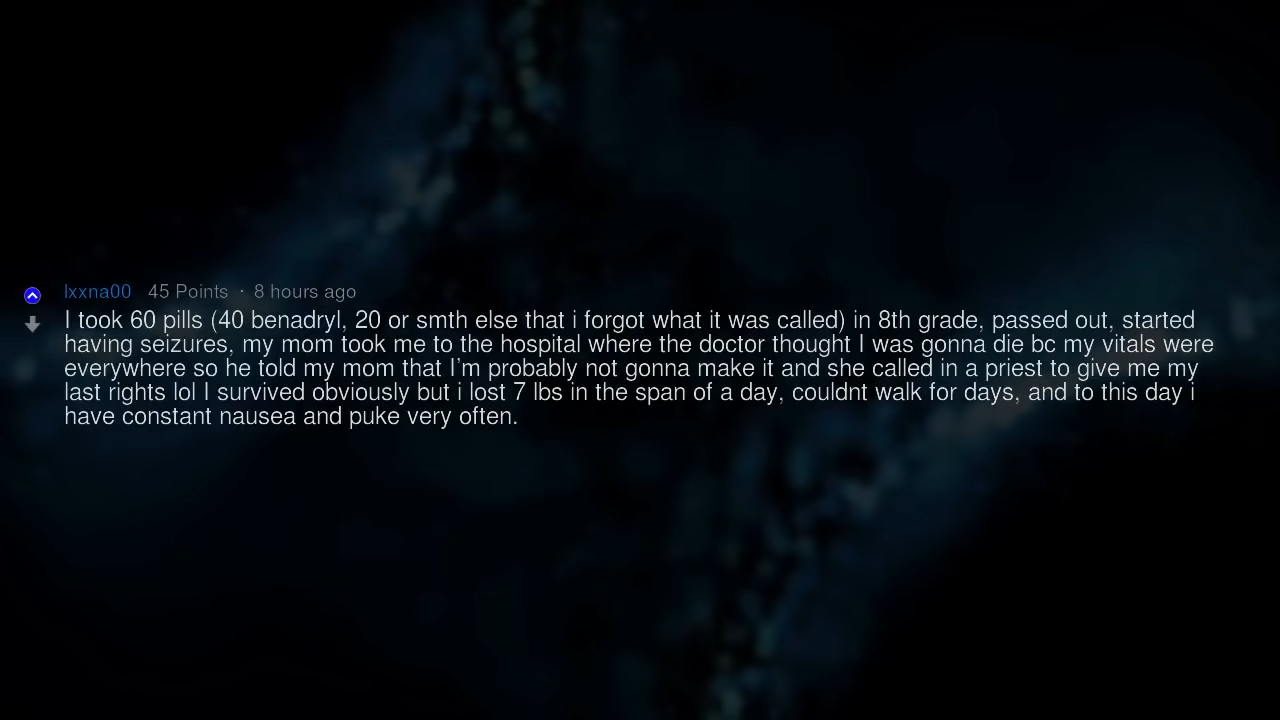 lxxna00 45 Points · 8 hours ago
I took 60 pills (40 benadryl, 20 or smth else that i forgot what it was called) in 8th grade, passed out, started
having seizures, my mom took me to the hospital where the doctor thought I was gonna die bc my vitals were
everywhere so he told my mom that I'm probably not gonna make it and she called in a priest to give me my
last rights lol I survived obviously but i lost 7 lbs in the span of a day, couldnt walk for days, and to this day i
have constant nausea and puke very often.